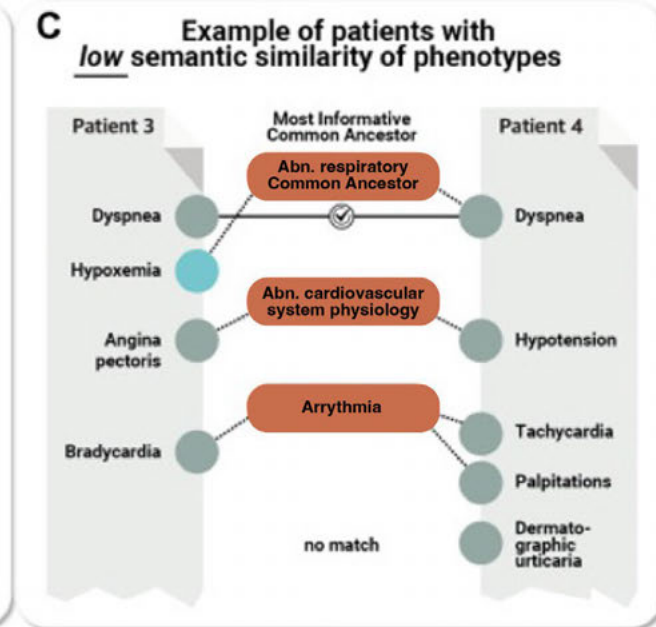 C
Example of patients with
low semantic similarity of phenotypes
Patient 3
Most Informative
Common Ancestor
Patient 4
Abn. respiratory
Common Ancestor
Dyspnea
Dyspnea
Hypoxemia
Abn. cardiovascular
system physiology
Angina
pectoris
Hypotension
Arrythmia
Bradycardia
Tachycardia
Palpitations
no match
Dermato-
graphic
urticaria